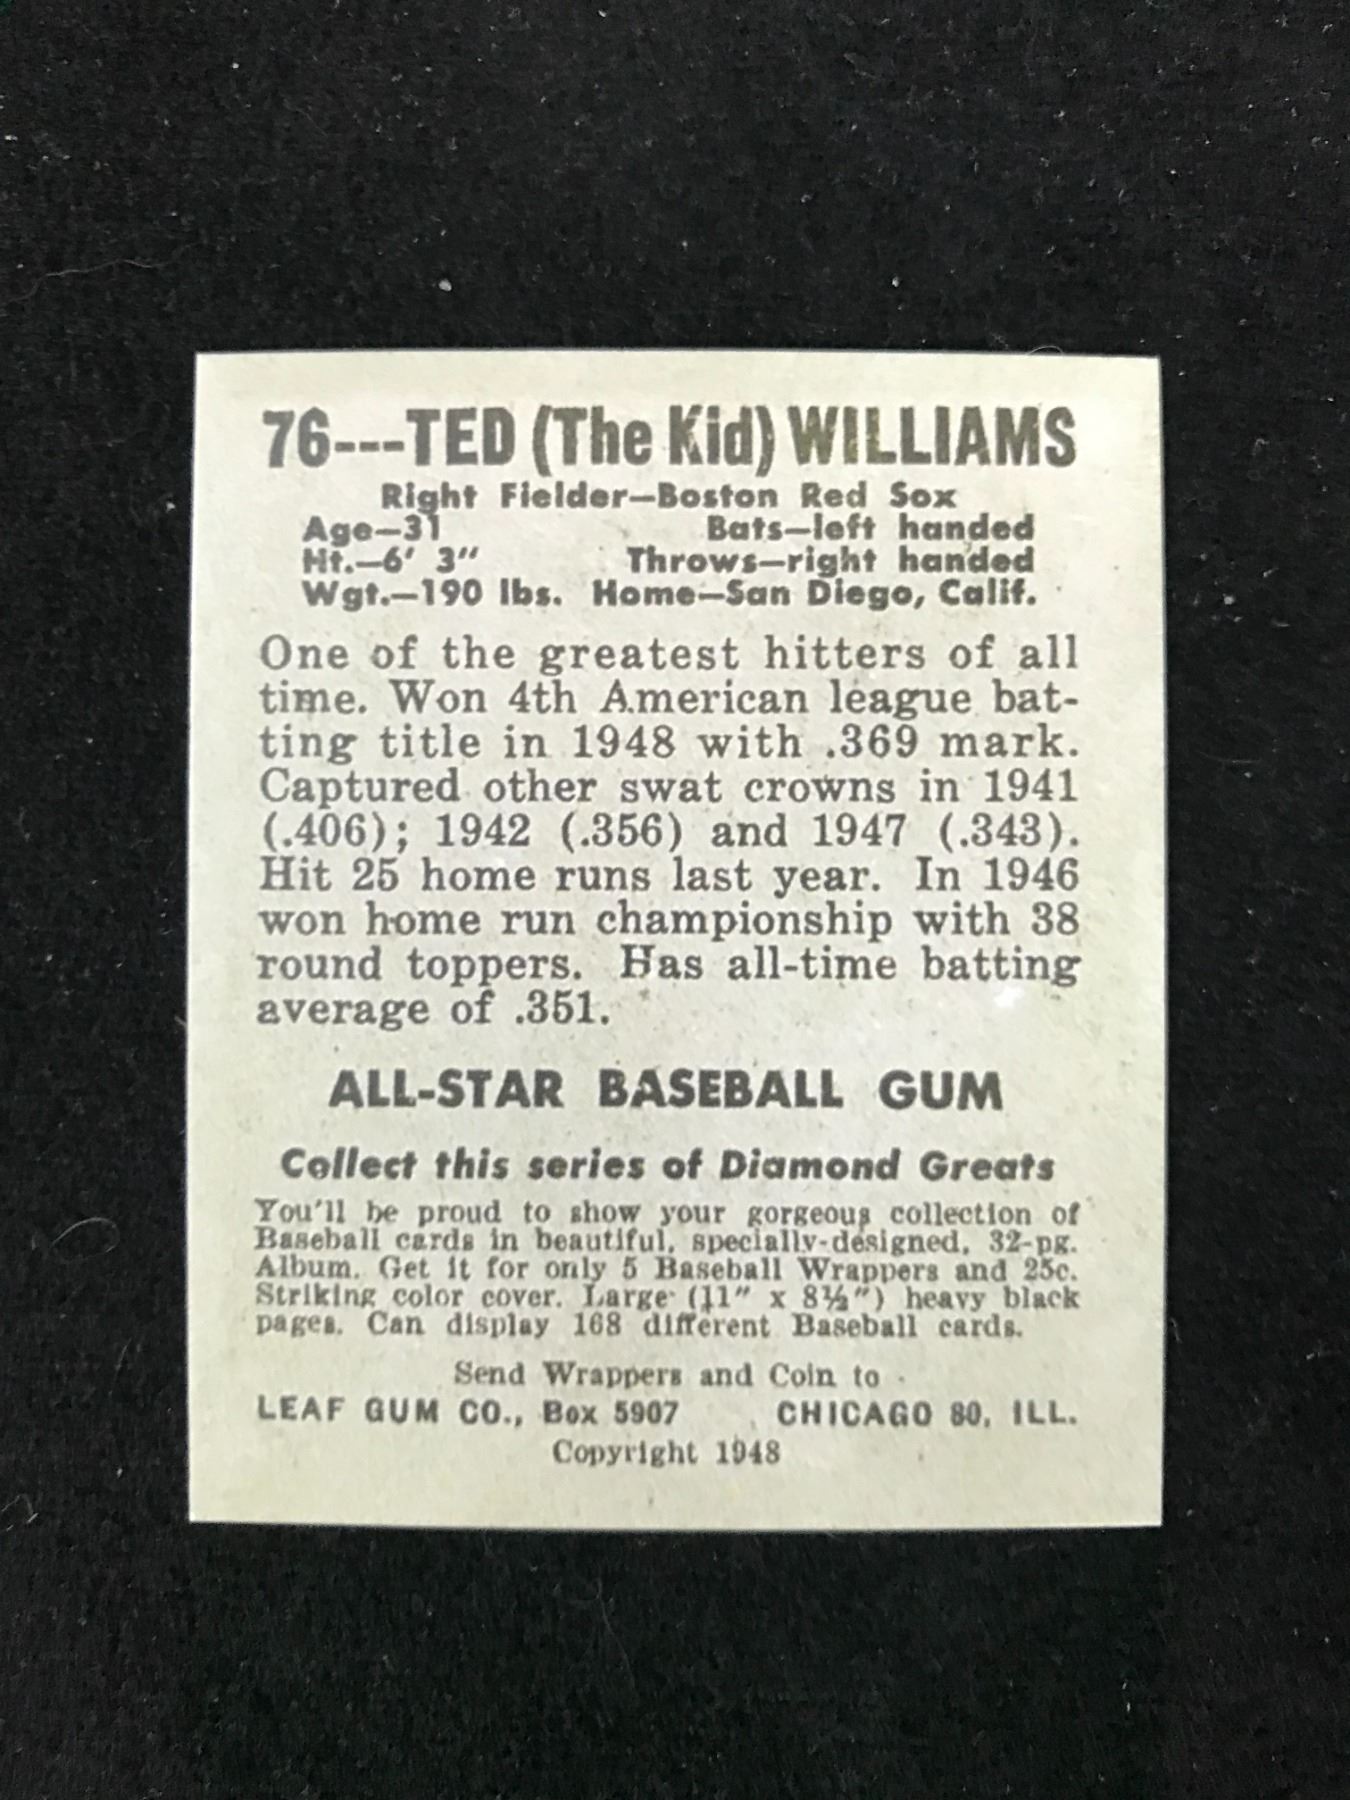 76---TED (The Kid) WILLIAMS
Right Fielder—Boston Red Sox
Age—31 Bats—left handed
Ht.—6' 3" Throws—right handed
Wgt.—190 lbs. Home—San Diego, Calif.
One of the greatest hitters of all
time. Won 4th American league bat-
ting title in 1948 with .369 mark.
Captured other swat crowns in 1941
(.406); 1942 (.356) and 1947 (.343).
Hit 25 home runs last year. In 1946
won home run championship with 38
round toppers. Has all-time batting
average of .351.
ALL-STAR BASEBALL GUM
Collect this series of Diamond Greats
You'll be proud to show your gorgeous collection of
Baseball cards in beautiful, specially-designed, 32-pg.
Album. Get it for only 5 Baseball Wrappers and 25c.
Striking color cover. Large (11" x 8½") heavy black
pages. Can display 168 different Baseball cards.
Send Wrappers and Coin to
LEAF GUM CO., Box 5907 CHICAGO 80, ILL.
Copyright 1948